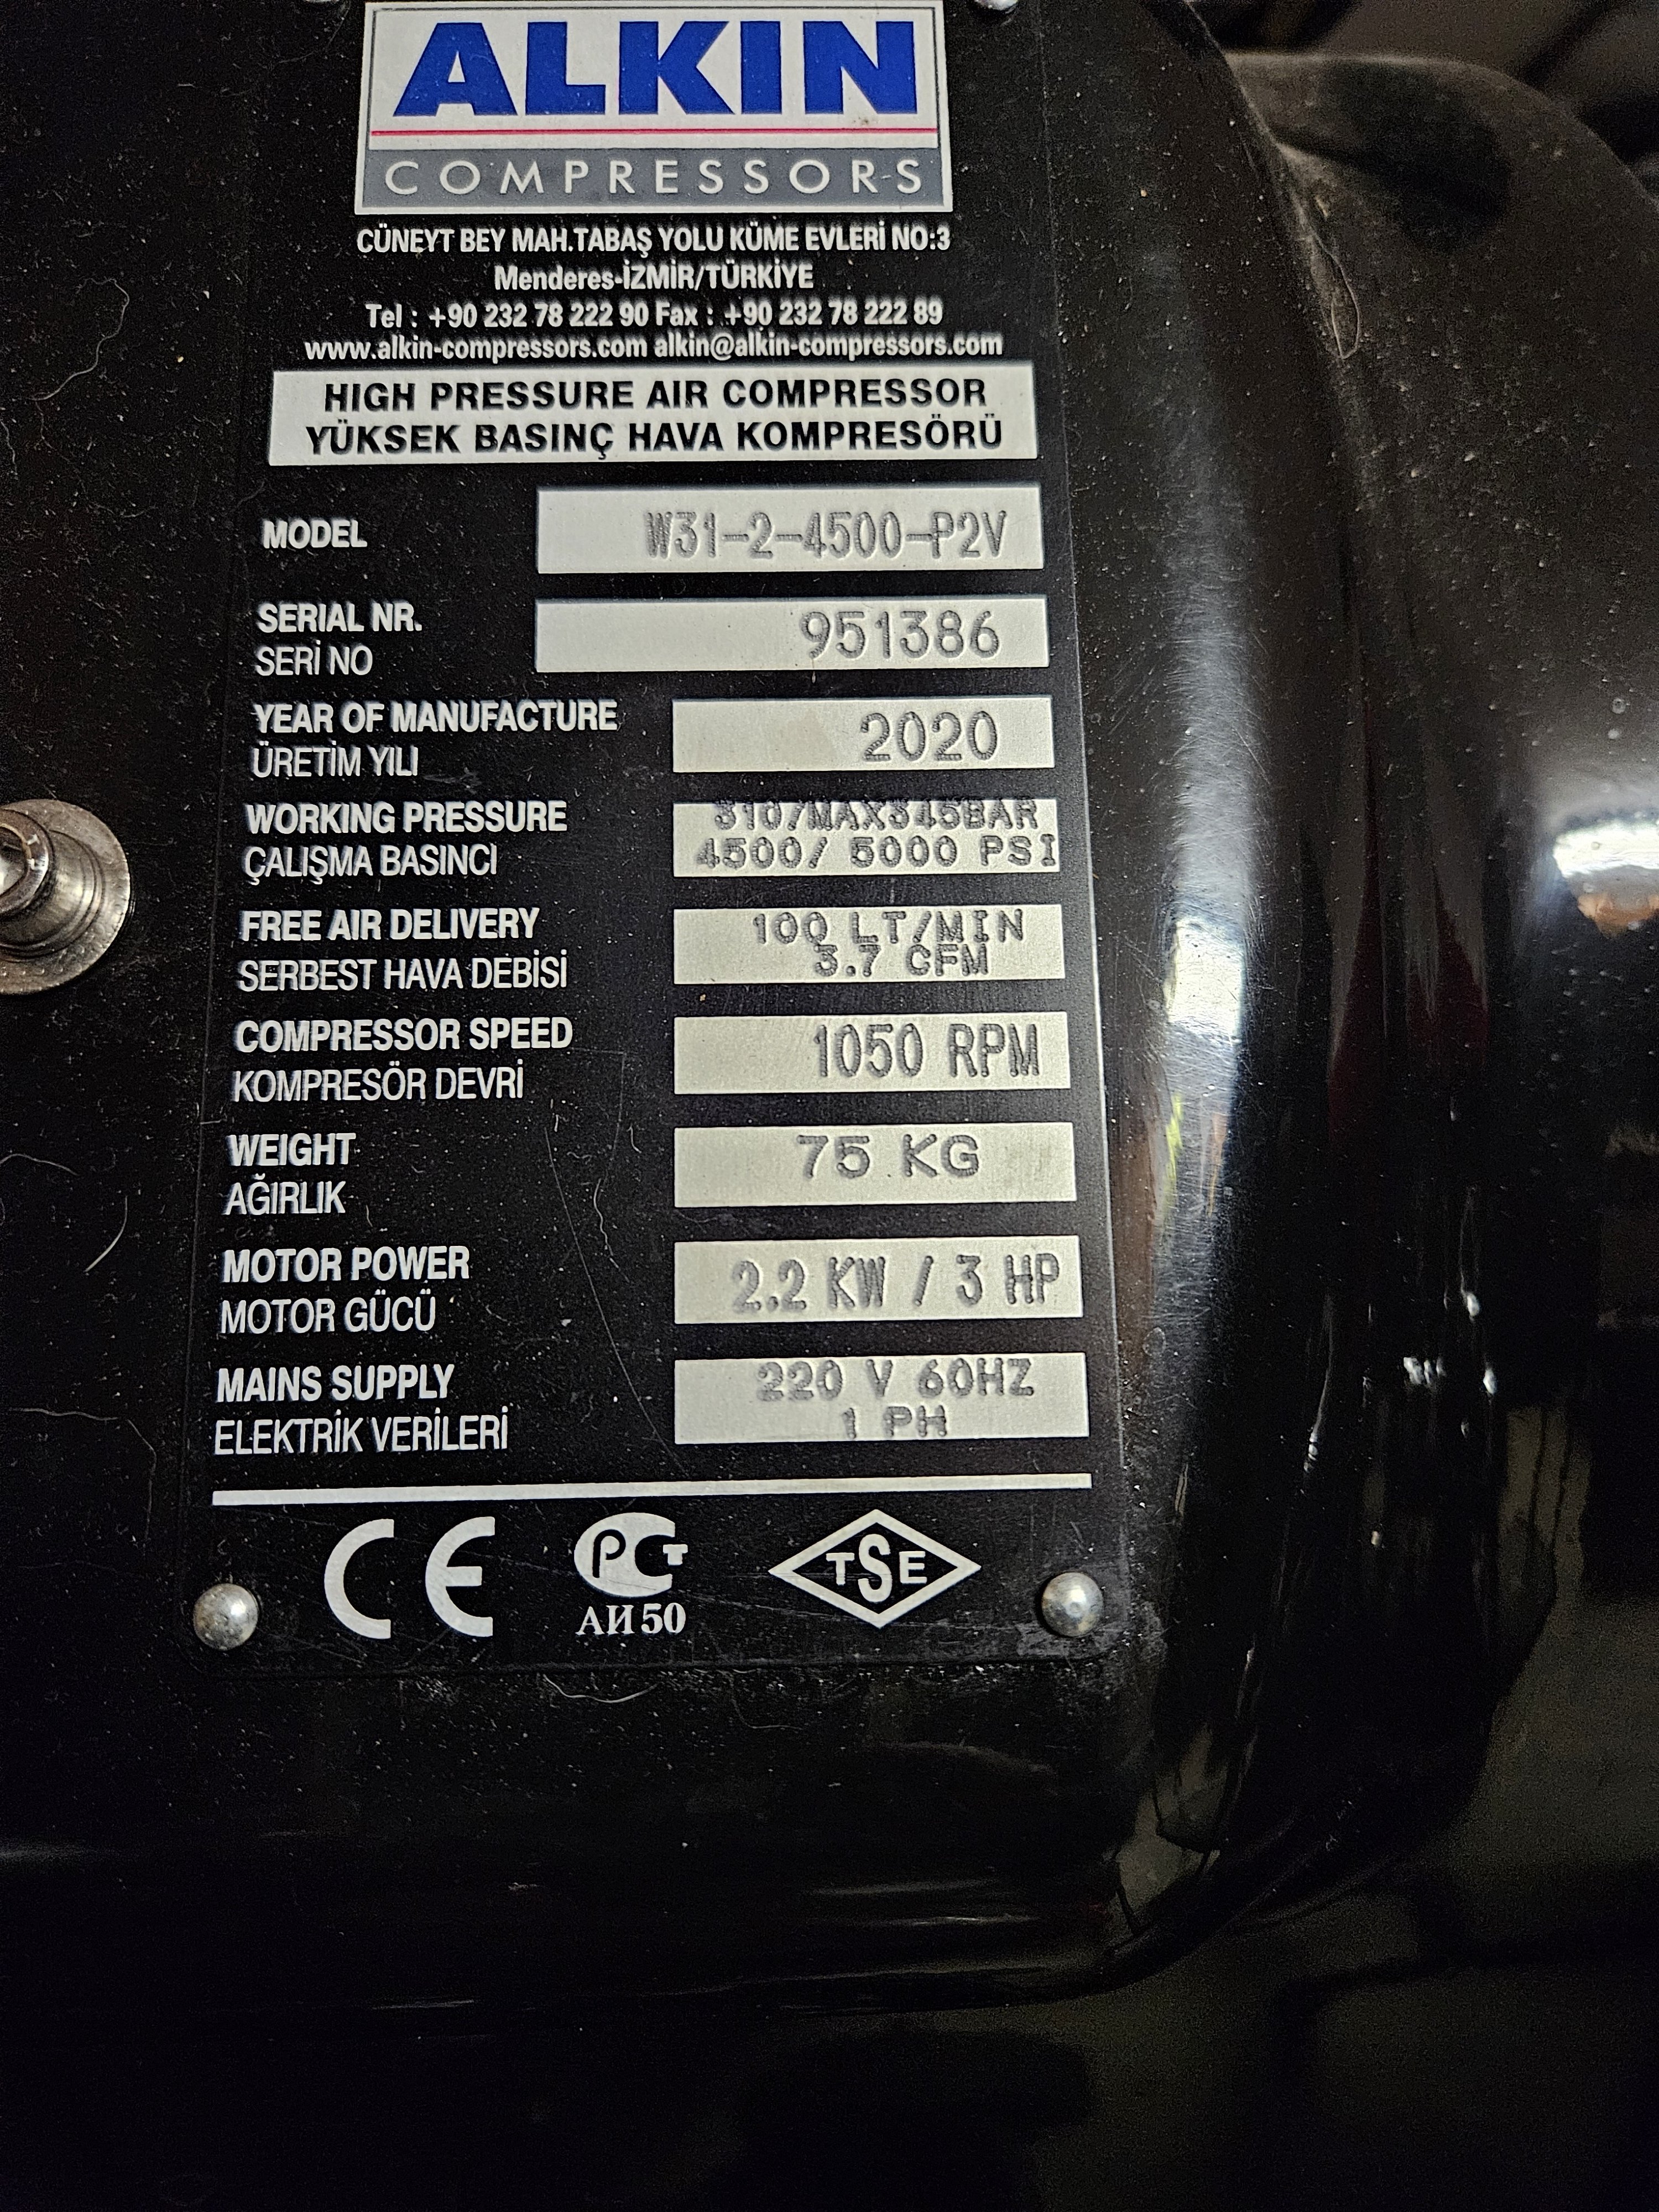 ALKIN
COMPRESSORS
CÜNEYT BEY MAH.TABAŞ YOLU KÜME EVLERİ NO:3
Menderes-İZMİR/TÜRKİYE
Tel : +90 232 78 222 90 Fax : +90 232 78 222 89
www.alkin-compressors.com alkin@alkin-compressors.com
HIGH PRESSURE AIR COMPRESSOR
YÜKSEK BASINÇ HAVA KOMPRESÖRÜ
MODEL W31-2-4500-P2V
SERIAL NR. 951386
SERİ NO
YEAR OF MANUFACTURE 2020
ÜRETİM YILI
WORKING PRESSURE 310/MAX345BAR
ÇALIŞMA BASINCI 4500/ 5000 PSI
FREE AIR DELIVERY 100 LT/MIN
SERBEST HAVA DEBİSİ 3.7 CFM
COMPRESSOR SPEED 1050 RPM
KOMPRESÖR DEVRİ
WEIGHT 75 KG
AĞIRLIK
MOTOR POWER 2.2 KW / 3 HP
MOTOR GÜCÜ
MAINS SUPPLY 220 V 60HZ
ELEKTRİK VERİLERİ 1 PH
CE PCT TSE
АИ50